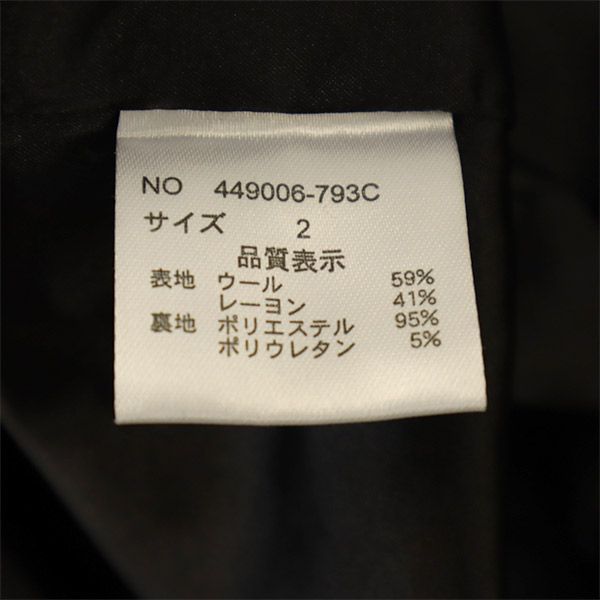 NO 449006-793C
サイズ 2
品質表示
表地 ウール 59%
レーヨン 41%
裏地 ポリエステル 95%
ポリウレタン 5%